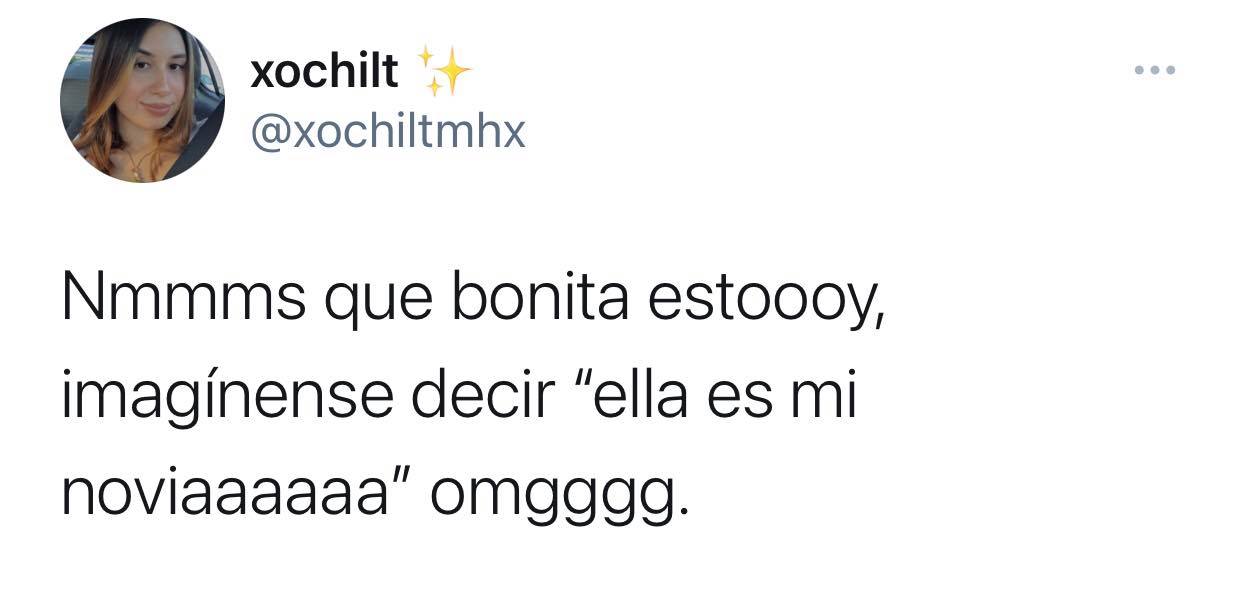 xochilt ✨
@xochiltmhx
Nmmms que bonita estoooy,
imagínense decir “ella es mi
noviaaaaaa” omgggg.